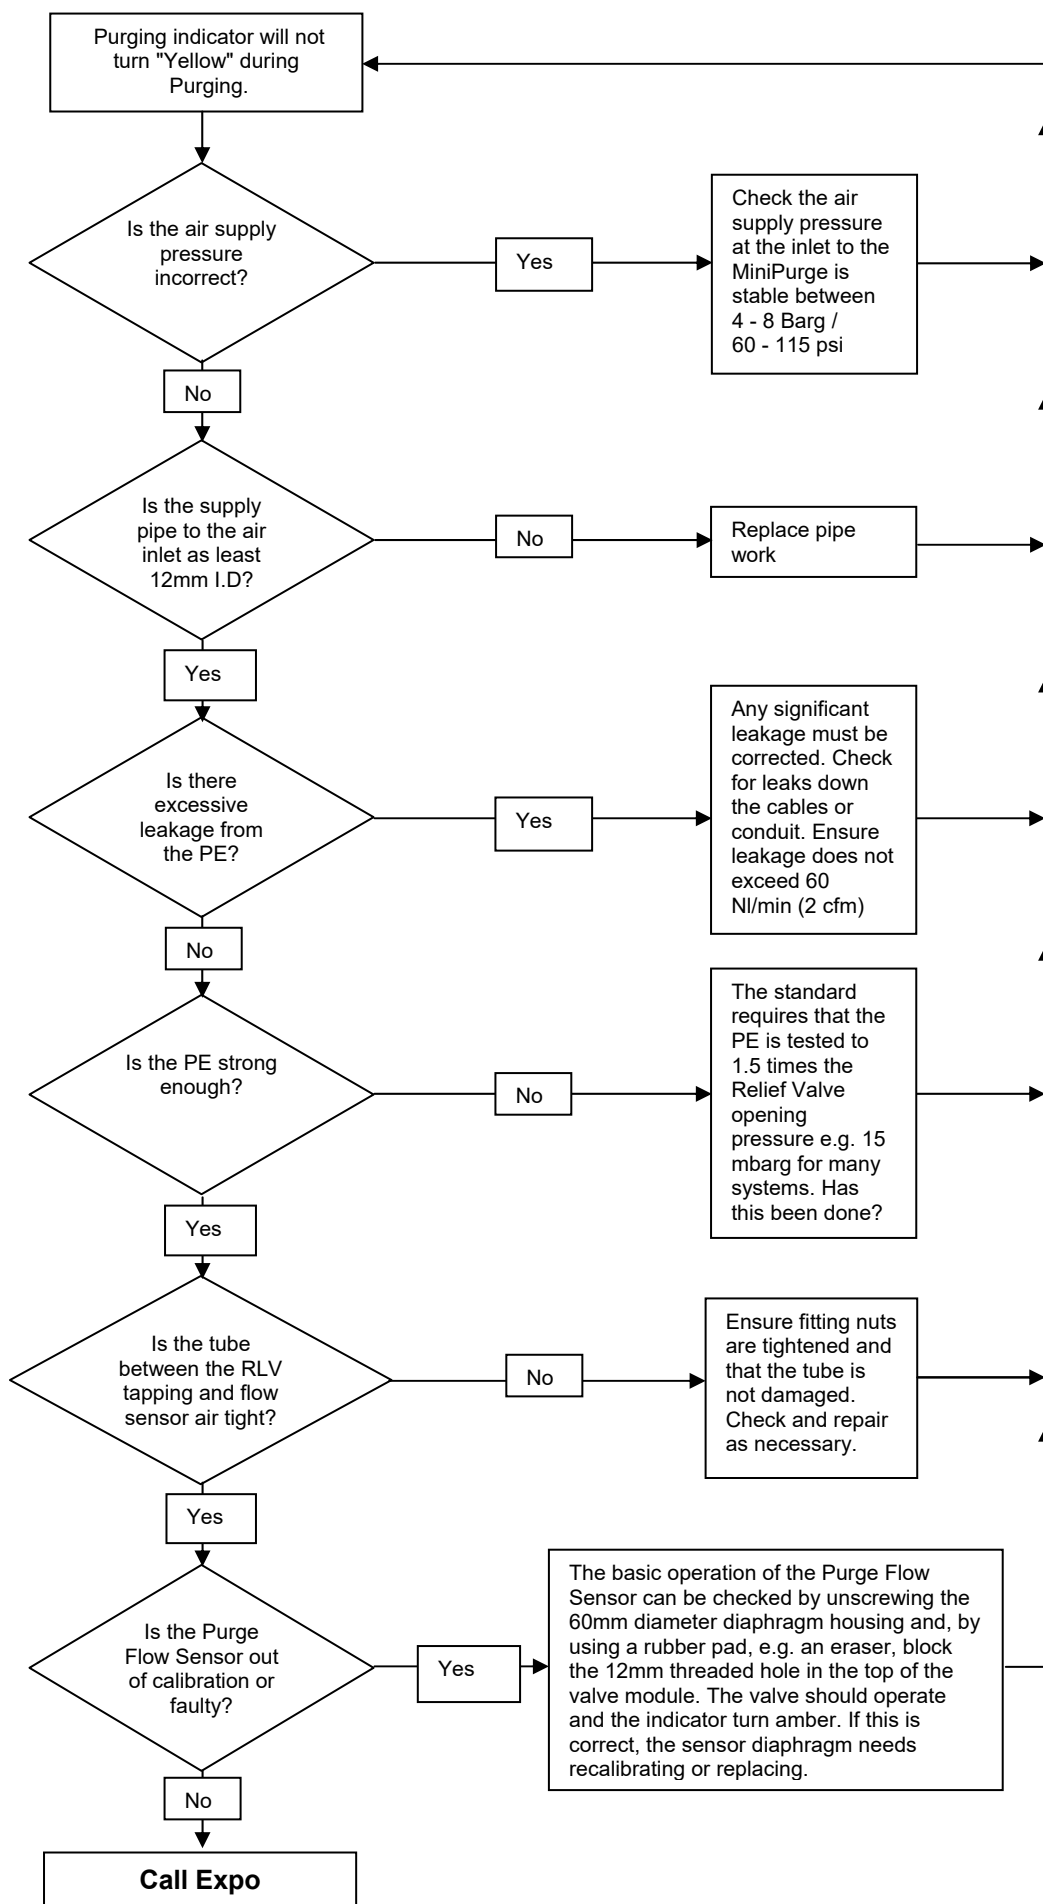 Purging indicator will not
turn "Yellow" during
Purging.
Is the air supply
pressure
incorrect?
Yes
Check the air
supply pressure
at the inlet to the
MiniPurge is
stable between
4 - 8 Barg /
60 - 115 psi
No
Is the supply
pipe to the air
inlet as least
12mm I.D?
No
Replace pipe
work
Yes
Is there
excessive
leakage from
the PE?
Yes
Any significant
leakage must be
corrected. Check
for leaks down
the cables or
conduit. Ensure
leakage does not
exceed 60
Nl/min (2 cfm)
No
Is the PE strong
enough?
No
The standard
requires that the
PE is tested to
1.5 times the
Relief Valve
opening
pressure e.g. 15
mbarg for many
systems. Has
this been done?
Yes
Is the tube
between the RLV
tapping and flow
sensor air tight?
No
Ensure fitting nuts
are tightened and
that the tube is
not damaged.
Check and repair
as necessary.
Yes
Is the Purge
Flow Sensor out
of calibration or
faulty?
Yes
The basic operation of the Purge Flow
Sensor can be checked by unscrewing the
60mm diameter diaphragm housing and, by
using a rubber pad, e.g. an eraser, block
the 12mm threaded hole in the top of the
valve module. The valve should operate
and the indicator turn amber. If this is
correct, the sensor diaphragm needs
recalibrating or replacing.
No
Call Expo